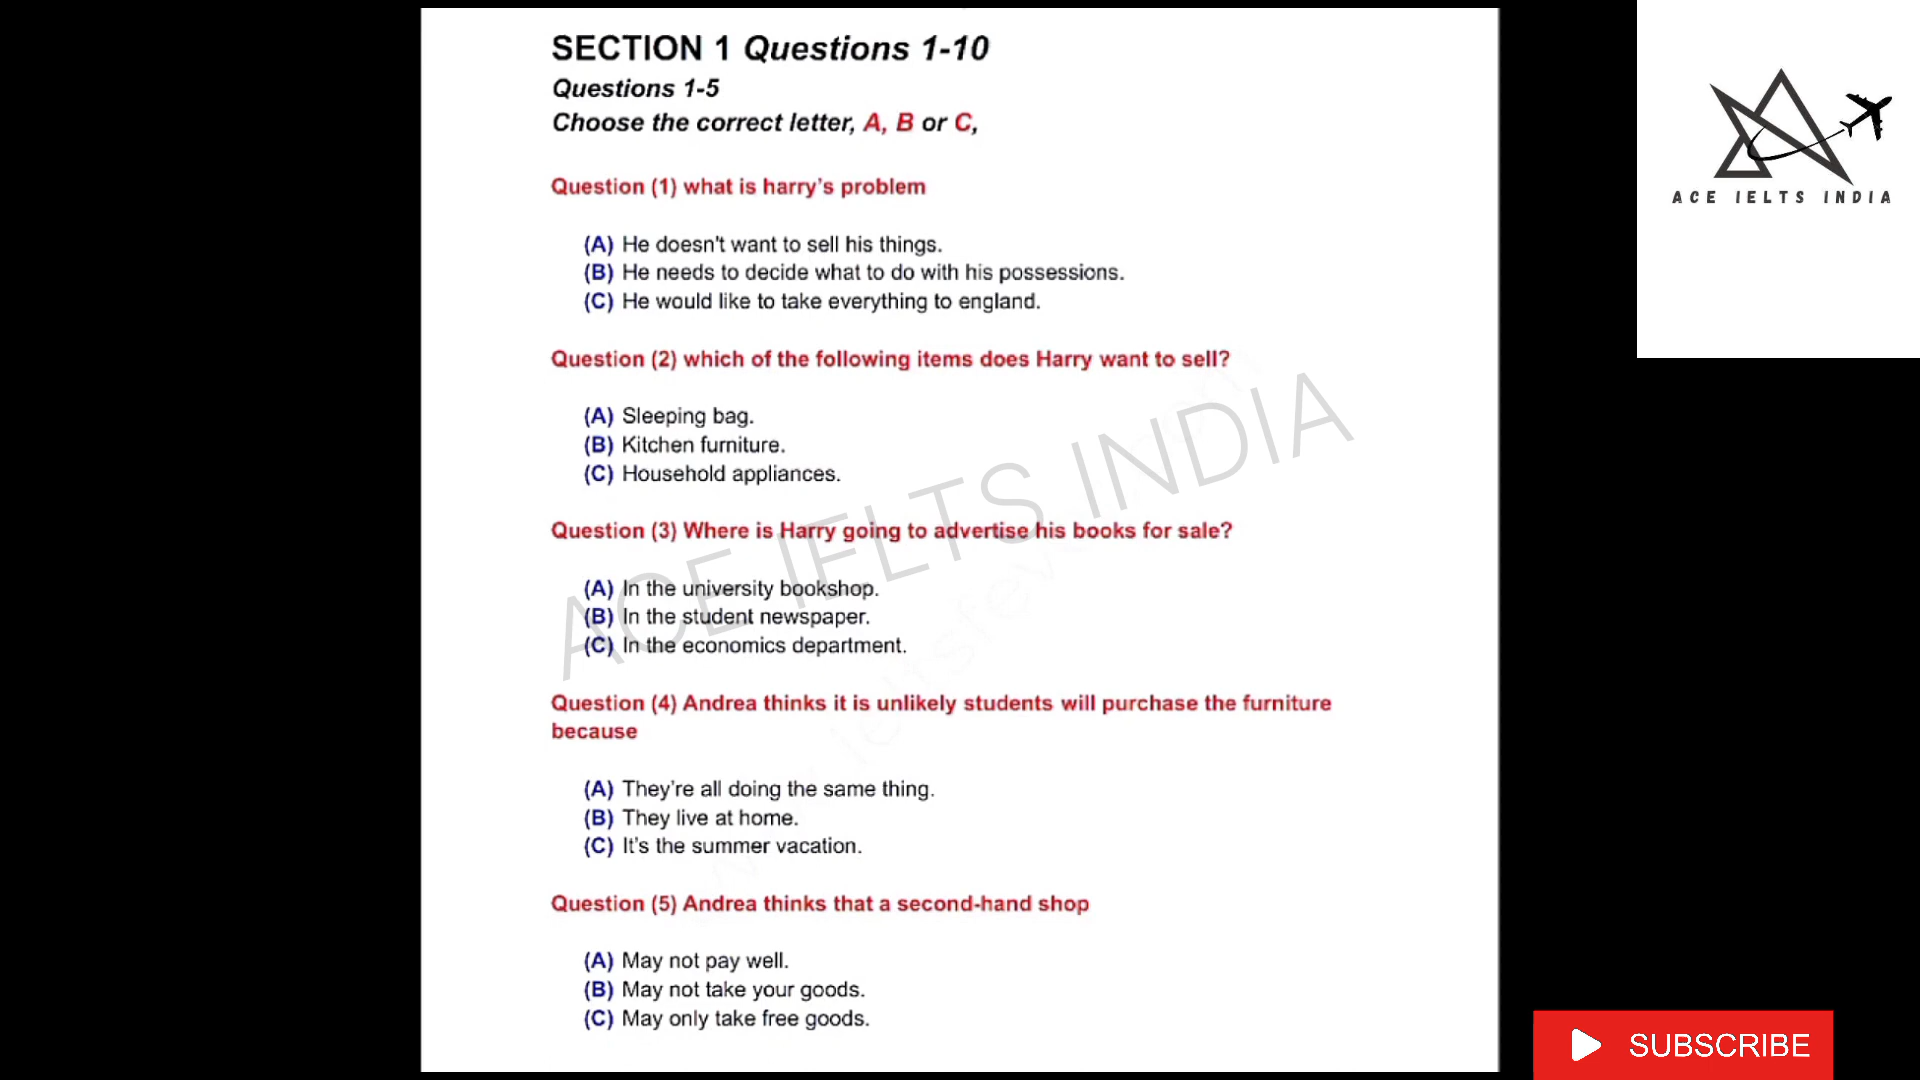 SECTION 1 Questions 1-10
Questions 1-5
Choose the correct letter, A, B or C,
Question (1) what is harry's problem
(A) He doesn't want to sell his things.
(B) He needs to decide what to do with his possessions.
(C) He would like to take everything to england.
Question (2) which of the following items does Harry want to sell?
(A) Sleeping bag.
(B) Kitchen furniture.
(C) Household appliances.
Question (3) Where is Harry going to advertise his books for sale?
(A) In the university bookshop.
(B) In the student newspaper.
(C) In the economics department.
Question (4) Andrea thinks it is unlikely students will purchase the furniture
because
(A) They're all doing the same thing.
(B) They live at home.
(C) It's the summer vacation.
Question (5) Andrea thinks that a second-hand shop
(A) May not pay well.
(B) May not take your goods.
(C) May only take free goods.
ACE IELTS INDIA
ACE IELTS INDIA
SUBSCRIBE